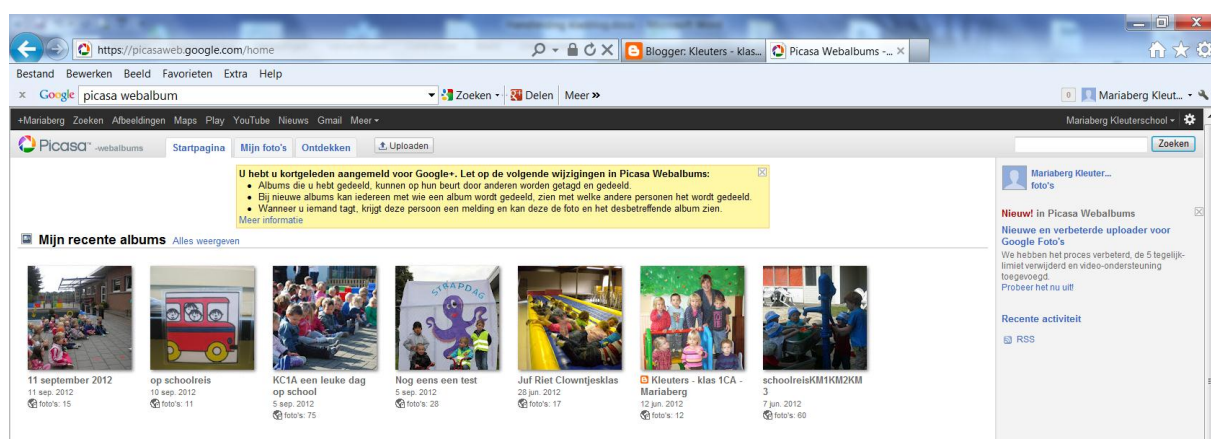 https://picasaweb.google.com/home
Blogger: Kleuters - klas...
Picasa Webalbums -...
Bestand Bewerken Beeld Favorieten Extra Help
Google picasa webalbum Zoeken Delen Meer »
0 Mariaberg Kleut...
+Mariaberg Zoeken Afbeeldingen Maps Play YouTube Nieuws Gmail Meer
Mariaberg Kleuterschool
Picasa™ -webalbums Startpagina Mijn foto's Ontdekken Uploaden
Zoeken
U hebt u kortgeleden aangemeld voor Google+. Let op de volgende wijzigingen in Picasa Webalbums:
• Albums die u hebt gedeeld, kunnen op hun beurt door anderen worden getagd en gedeeld.
• Bij nieuwe albums kan iedereen met wie een album wordt gedeeld, zien met welke andere personen het wordt gedeeld.
• Wanneer u iemand tagt, krijgt deze persoon een melding en kan deze de foto en het desbetreffende album zien.
Meer informatie
Mijn recente albums Alles weergeven
STRAPDAG
11 september 2012
11 sep. 2012
foto's: 15
op schoolreis
10 sep. 2012
foto's: 11
KC1A een leuke dag
op school
5 sep. 2012
foto's: 75
Nog eens een test
5 sep. 2012
foto's: 28
Juf Riet Clowntjesklas
28 jun. 2012
foto's: 17
Kleuters - klas 1CA -
Mariaberg
12 jun. 2012
foto's: 12
schoolreisKM1KM2KM
3
7 jun. 2012
foto's: 60
Mariaberg Kleuter...
foto's
Nieuw! in Picasa Webalbums
Nieuwe en verbeterde uploader voor
Google Foto's
We hebben het proces verbeterd, de 5 tegelijk-
limiet verwijderd en video-ondersteuning
toegevoegd.
Probeer het nu uit!
Recente activiteit
RSS